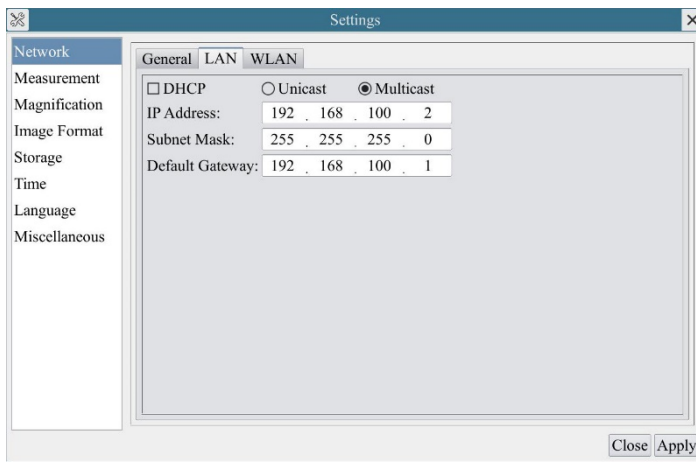 Settings
Network
Measurement
Magnification
Image Format
Storage
Time
Language
Miscellaneous
General LAN WLAN
DHCP Unicast Multicast
IP Address: 192 . 168 . 100 . 2
Subnet Mask: 255 . 255 . 255 . 0
Default Gateway: 192 . 168 . 100 . 1
Close Apply